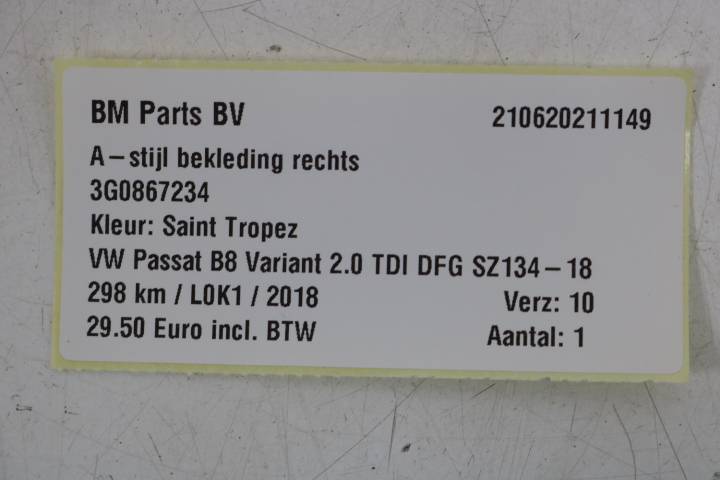 BM Parts BV 210620211149
A-stijl bekleding rechts
3G0867234
Kleur: Saint Tropez
VW Passat B8 Variant 2.0 TDI DFG SZ134-18
298 km / L0K1 / 2018 Verz: 10
29.50 Euro incl. BTW Aantal: 1